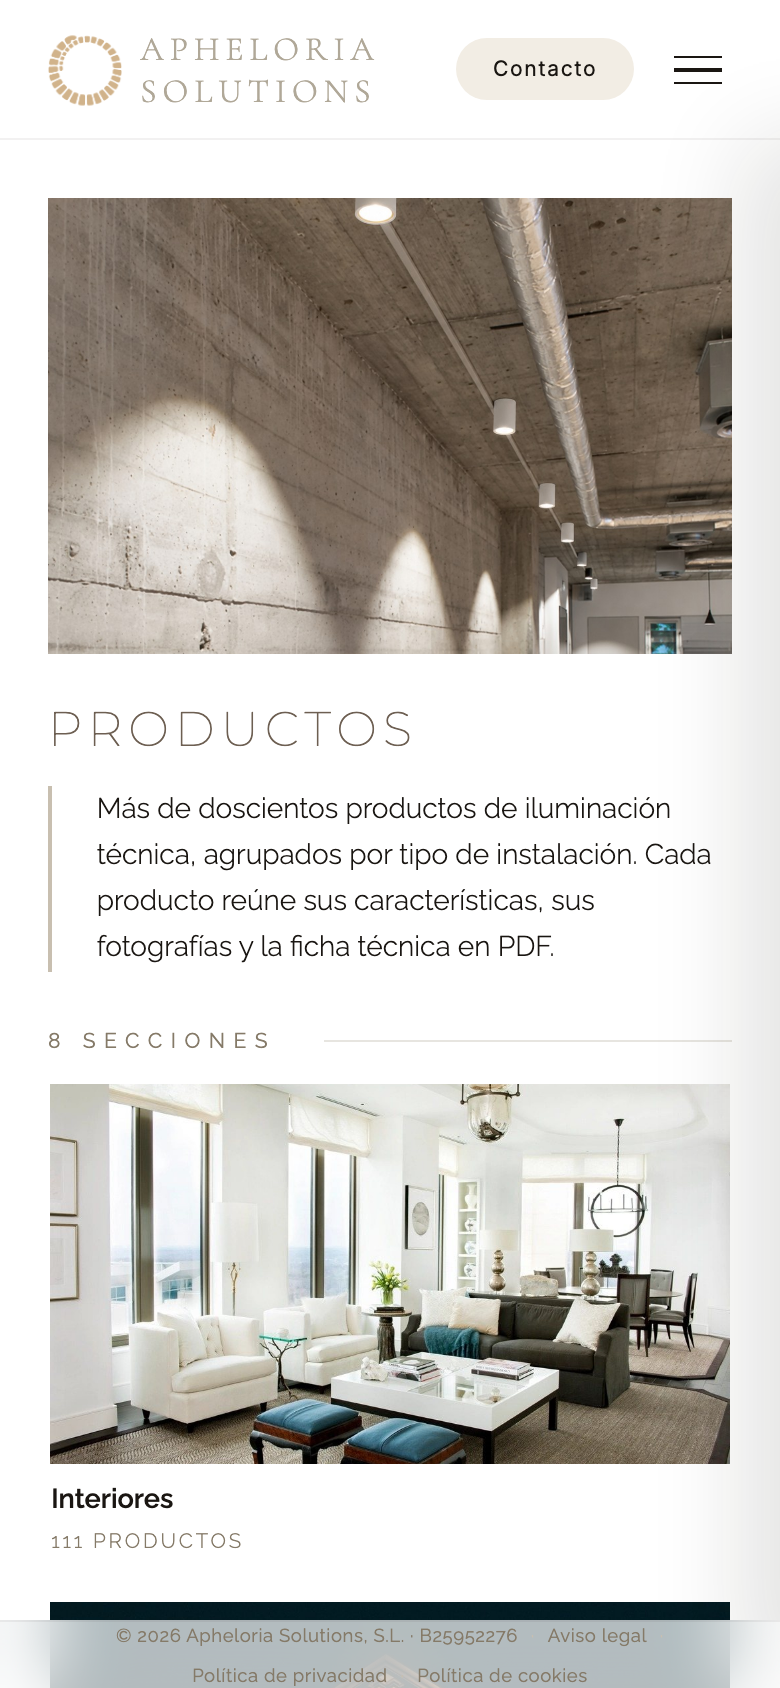 APHELORIA
SOLUTIONS
Contacto
PRODUCTOS
Más de doscientos productos de iluminación
técnica, agrupados por tipo de instalación. Cada
producto reúne sus características, sus
fotografías y la ficha técnica en PDF.
8 SECCIONES
Interiores
111 PRODUCTOS
© 2026 Apheloria Solutions, S.L. · B25952276 Aviso legal
Política de privacidad Política de cookies